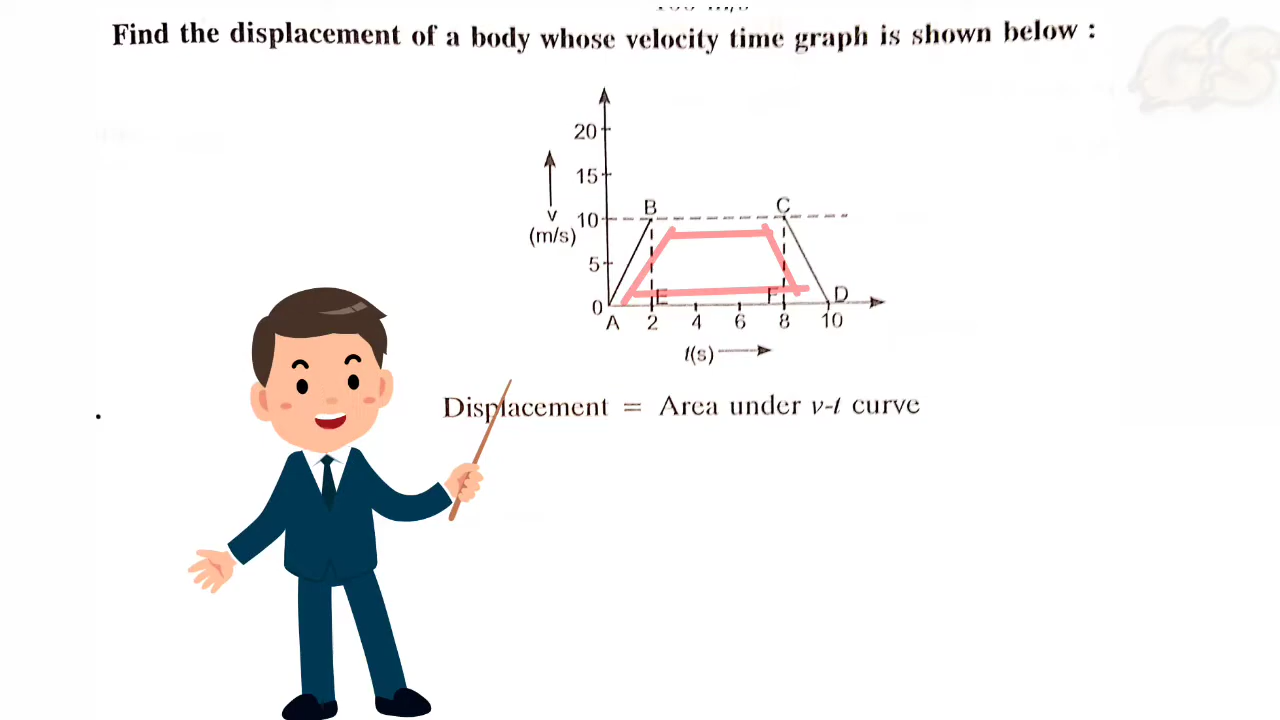 Find the displacement of a body whose velocity time graph is shown below :
20
15
B
C
v
10
(m/s)
5
E
F
D
0
A
2
4
6
8
10
t(s)
Displacement = Area under v-t curve